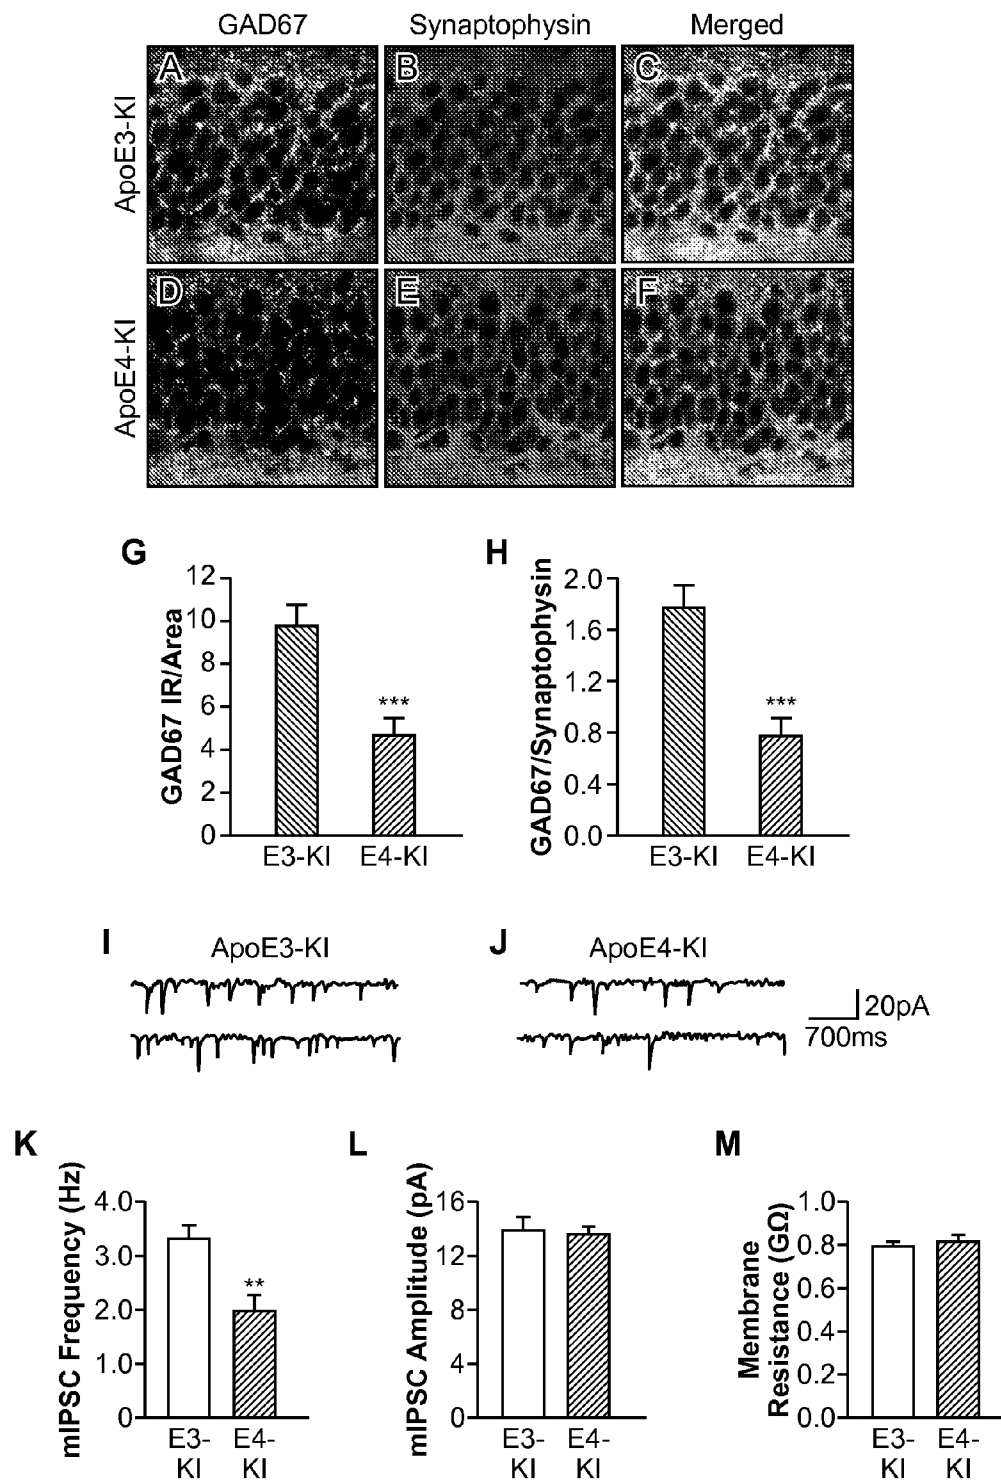 GAD67 Synaptophysin Merged
ApoE3-KI
A B C
ApoE4-KI
D E F
G
GAD67 IR/Area
12
10
8
6
4
2
0
***
E3-KI E4-KI
H
GAD67/Synaptophysin
2.0
1.6
1.2
0.8
0.4
0.0
***
E3-KI E4-KI
I ApoE3-KI
J ApoE4-KI
20pA
700ms
K
mIPSC Frequency (Hz)
4.0
3.0
2.0
1.0
0
**
E3-KI E4-KI
L
mIPSC Amplitude (pA)
16
12
8
4
0
E3-KI E4-KI
M
Membrane
Resistance (GΩ)
1.0
0.8
0.6
0.4
0.2
0.0
E3-KI E4-KI